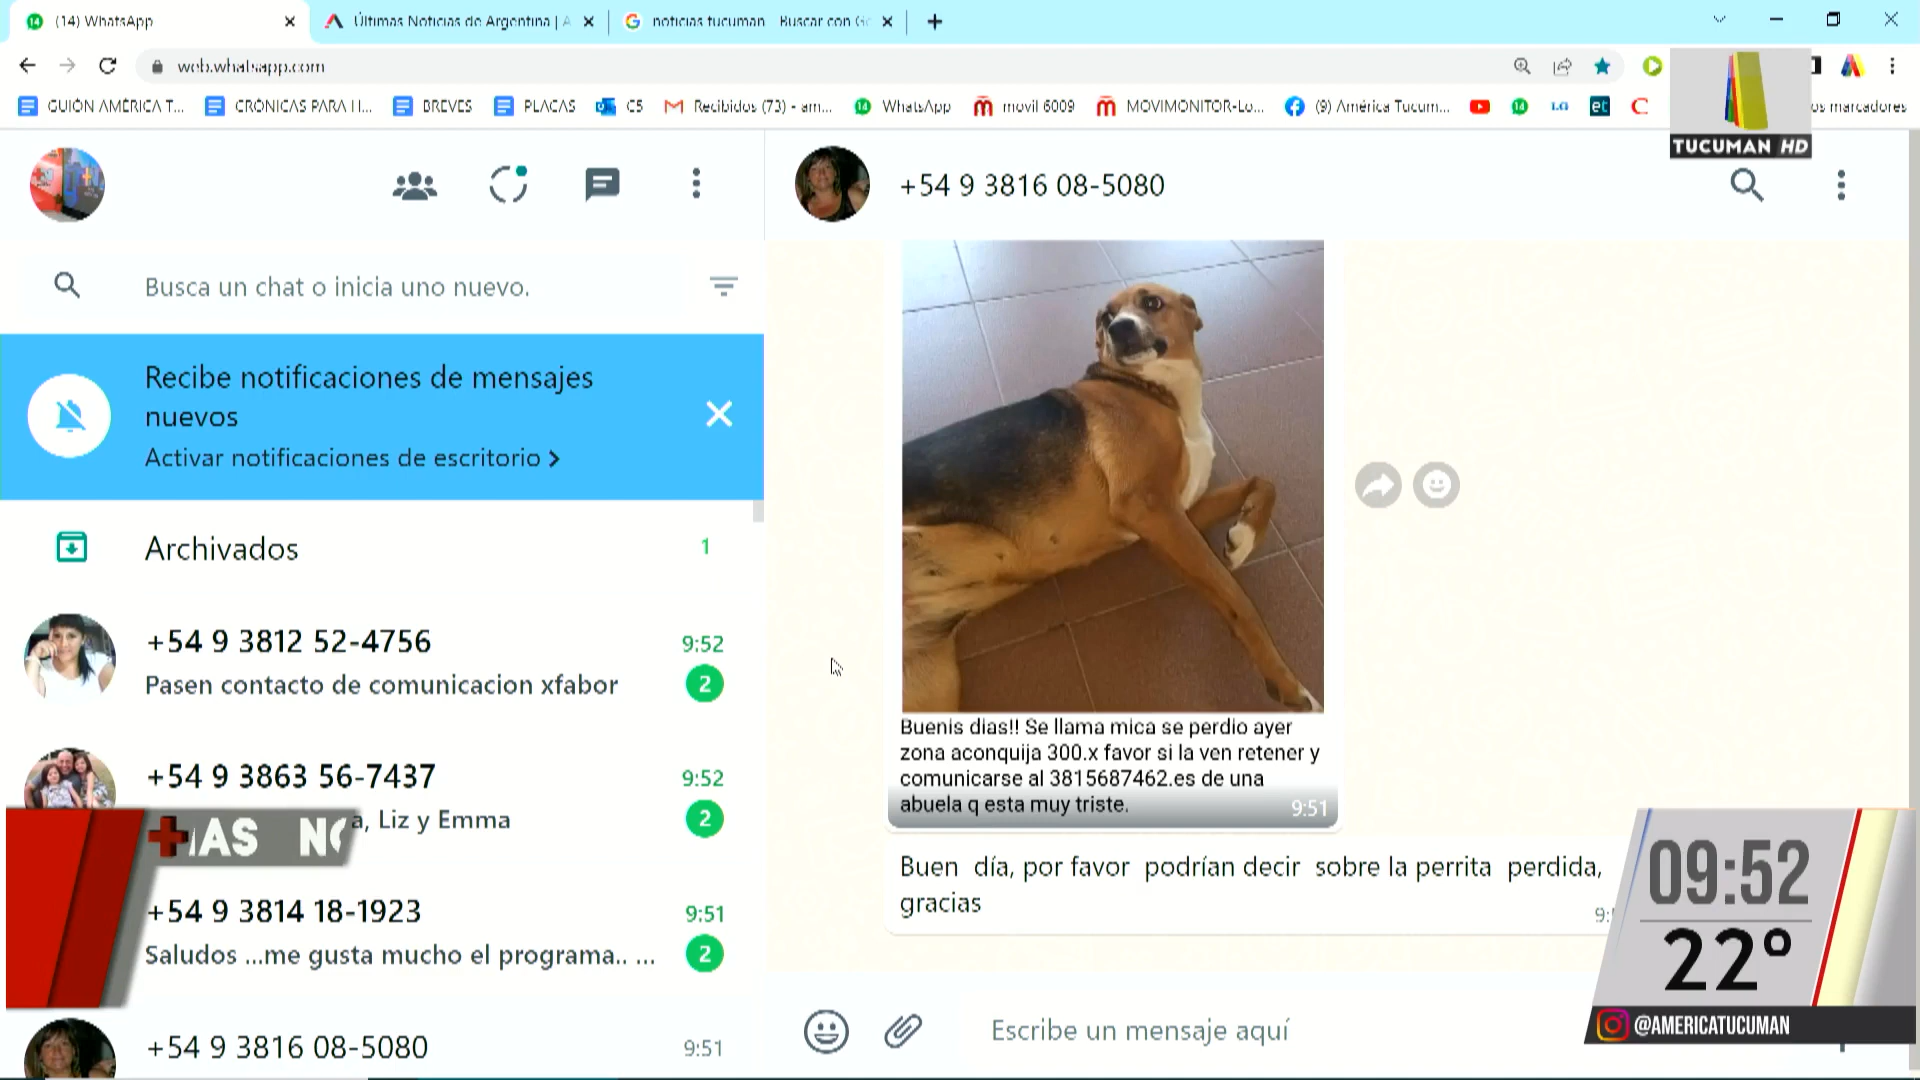 (14) WhatsApp
Últimas Noticias de Argentina | A
noticias tucuman - Buscar con Go
web.whatsapp.com
GUIÓN AMÉRICA T...
CRÓNICAS PARA
BREVES
PLACAS
C5
Recibidos (73) - am...
WhatsApp
movil 6009
MOVIMONITOR-Lo...
(9) América Tucum...
LG
et
os marcadores
TUCUMAN HD
+54 9 3816 08-5080
Busca un chat o inicia uno nuevo.
Recibe notificaciones de mensajes
nuevos
Activar notificaciones de escritorio >
Archivados
1
+54 9 3812 52-4756
9:52
Pasen contacto de comunicacion xfabor
2
+54 9 3863 56-7437
9:52
a, Liz y Emma
2
+54 9 3814 18-1923
9:51
Saludos ...me gusta mucho el programa.. ...
2
+54 9 3816 08-5080
9:51
Buenis dias!! Se llama mica se perdio ayer
zona aconquija 300.x favor si la ven retener y
comunicarse al 3815687462.es de una
abuela q esta muy triste.
9:51
Buen día, por favor podrían decir sobre la perrita perdida,
gracias
Escribe un mensaje aquí
09:52
22°
@AMERICATUCUMAN